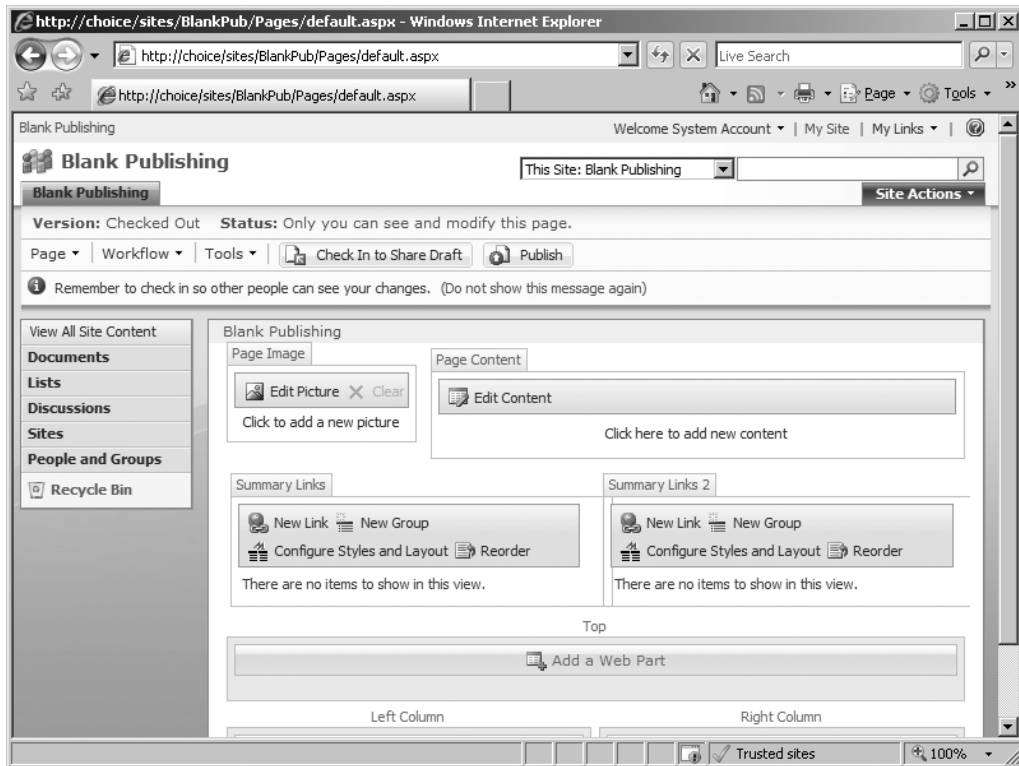 http://choice/sites/BlankPub/Pages/default.aspx - Windows Internet Explorer
http://choice/sites/BlankPub/Pages/default.aspx Live Search
http://choice/sites/BlankPub/Pages/default.aspx Page Tools »
Blank Publishing Welcome System Account | My Site | My Links |
Blank Publishing This Site: Blank Publishing
Blank Publishing Site Actions
Version: Checked Out Status: Only you can see and modify this page.
Page Workflow Tools Check In to Share Draft Publish
Remember to check in so other people can see your changes. (Do not show this message again)
View All Site Content
Documents
Lists
Discussions
Sites
People and Groups
Recycle Bin
Blank Publishing
Page Image
Edit Picture Clear
Click to add a new picture
Page Content
Edit Content
Click here to add new content
Summary Links
New Link New Group
Configure Styles and Layout Reorder
There are no items to show in this view.
Summary Links 2
New Link New Group
Configure Styles and Layout Reorder
There are no items to show in this view.
Top
Add a Web Part
Left Column Right Column
Trusted sites 100%